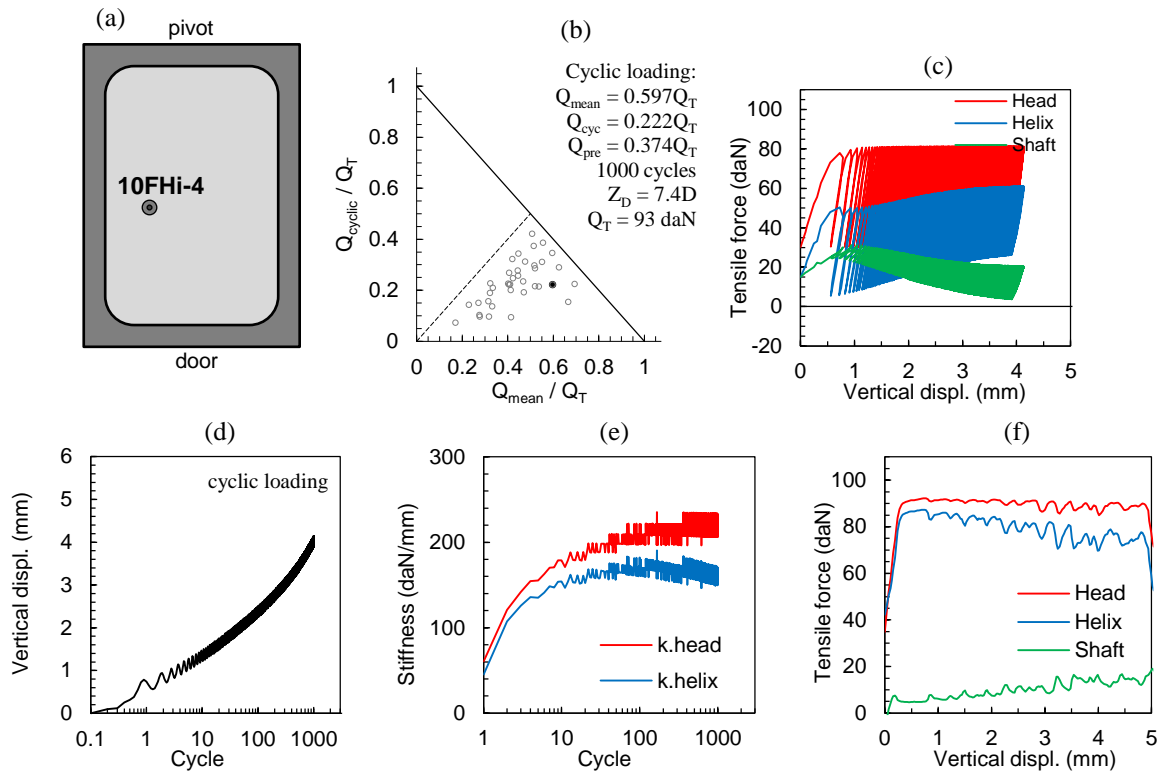 (a)
pivot
10FHi-4
door
(b)
Cyclic loading:
Q_mean = 0.597Q_T
Q_cyc = 0.222Q_T
Q_pre = 0.374Q_T
1000 cycles
Z_D = 7.4D
Q_T = 93 daN
Q_cyclic / Q_T
1
0.8
0.6
0.4
0.2
0
0 0.2 0.4 0.6 0.8 1
Q_mean / Q_T
(c)
Tensile force (daN)
100
80
60
40
20
0
-20
Head
Helix
Shaft
0 1 2 3 4 5
Vertical displ. (mm)
(d)
Vertical displ. (mm)
6
5
4
3
2
1
0
cyclic loading
0.1 1 10 100 1000
Cycle
(e)
Stiffness (daN/mm)
300
200
100
0
k.head
k.helix
1 10 100 1000
Cycle
(f)
Tensile force (daN)
100
80
60
40
20
0
Head
Helix
Shaft
0 1 2 3 4 5
Vertical displ. (mm)